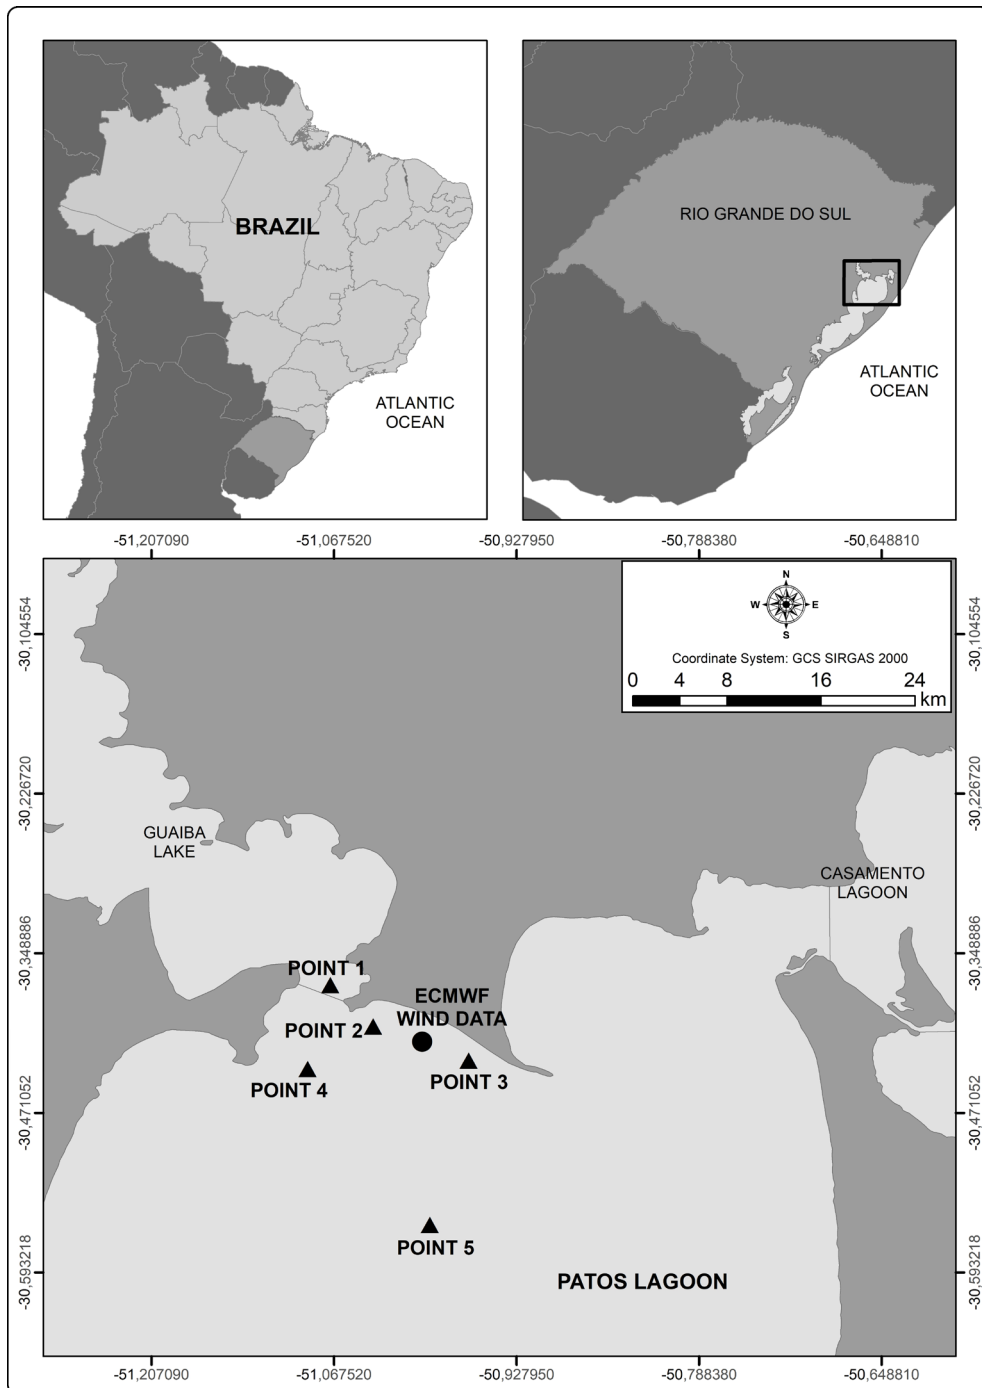 BRAZIL
ATLANTIC
OCEAN
RIO GRANDE DO SUL
ATLANTIC
OCEAN
-51,207090
-51,067520
-50,927950
-50,788380
-50,648810
N
W
E
S
Coordinate System: GCS SIRGAS 2000
0 4 8 16 24
km
-30,104554
-30,104554
-30,226720
-30,226720
GUAIBA
LAKE
CASAMENTO
LAGOON
-30,348886
-30,348886
POINT 1
ECMWF
WIND DATA
POINT 2
POINT 3
POINT 4
-30,471052
-30,471052
POINT 5
-30,593218
-30,593218
PATOS LAGOON
-51,207090
-51,067520
-50,927950
-50,788380
-50,648810